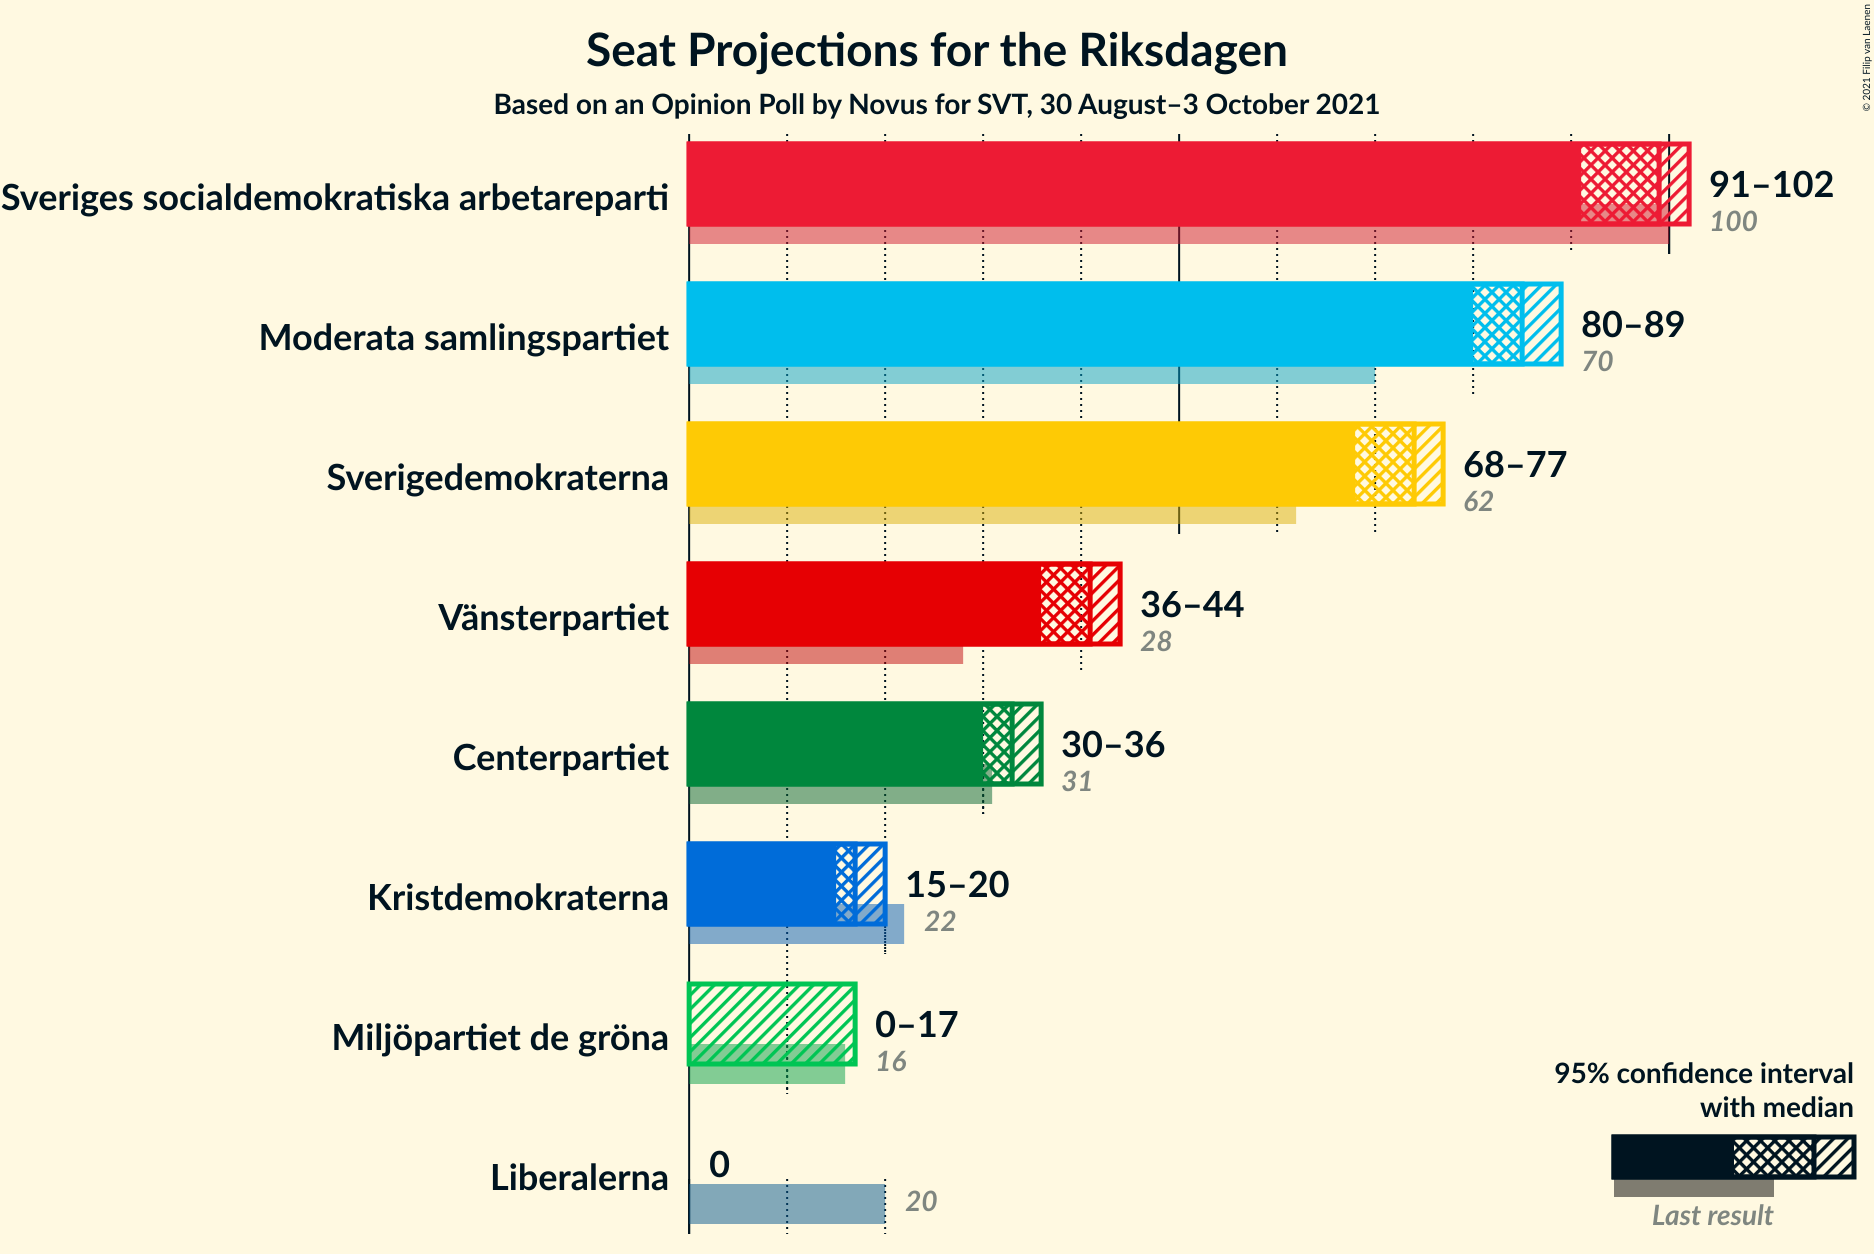 Seat Projections for the Riksdagen
Based on an Opinion Poll by Novus for SVT, 30 August–3 October 2021
© 2021 Filip van Laenen
Sveriges socialdemokratiska arbetareparti
91–102
100
Moderata samlingspartiet
80–89
70
Sverigedemokraterna
68–77
62
Vänsterpartiet
36–44
28
Centerpartiet
30–36
31
Kristdemokraterna
15–20
22
Miljöpartiet de gröna
0–17
16
Liberalerna
0
20
95% confidence interval
with median
Last result